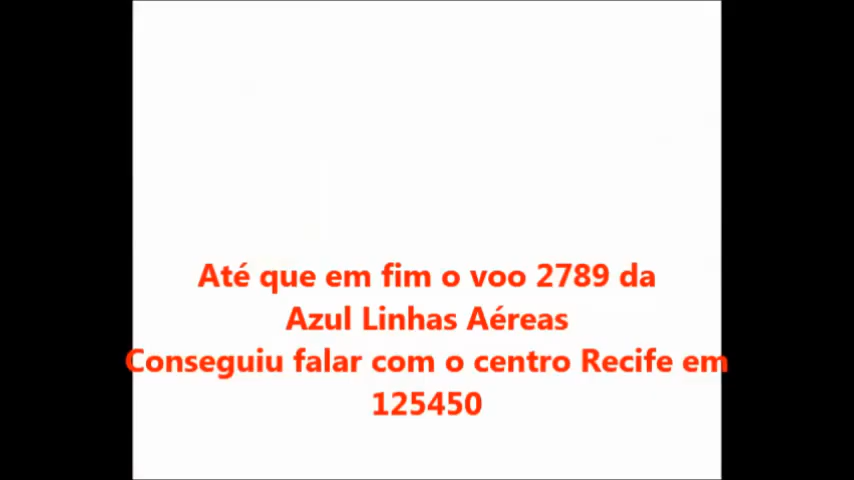 Até que em fim o voo 2789 da
Azul Linhas Aéreas
Conseguiu falar com o centro Recife em
125450